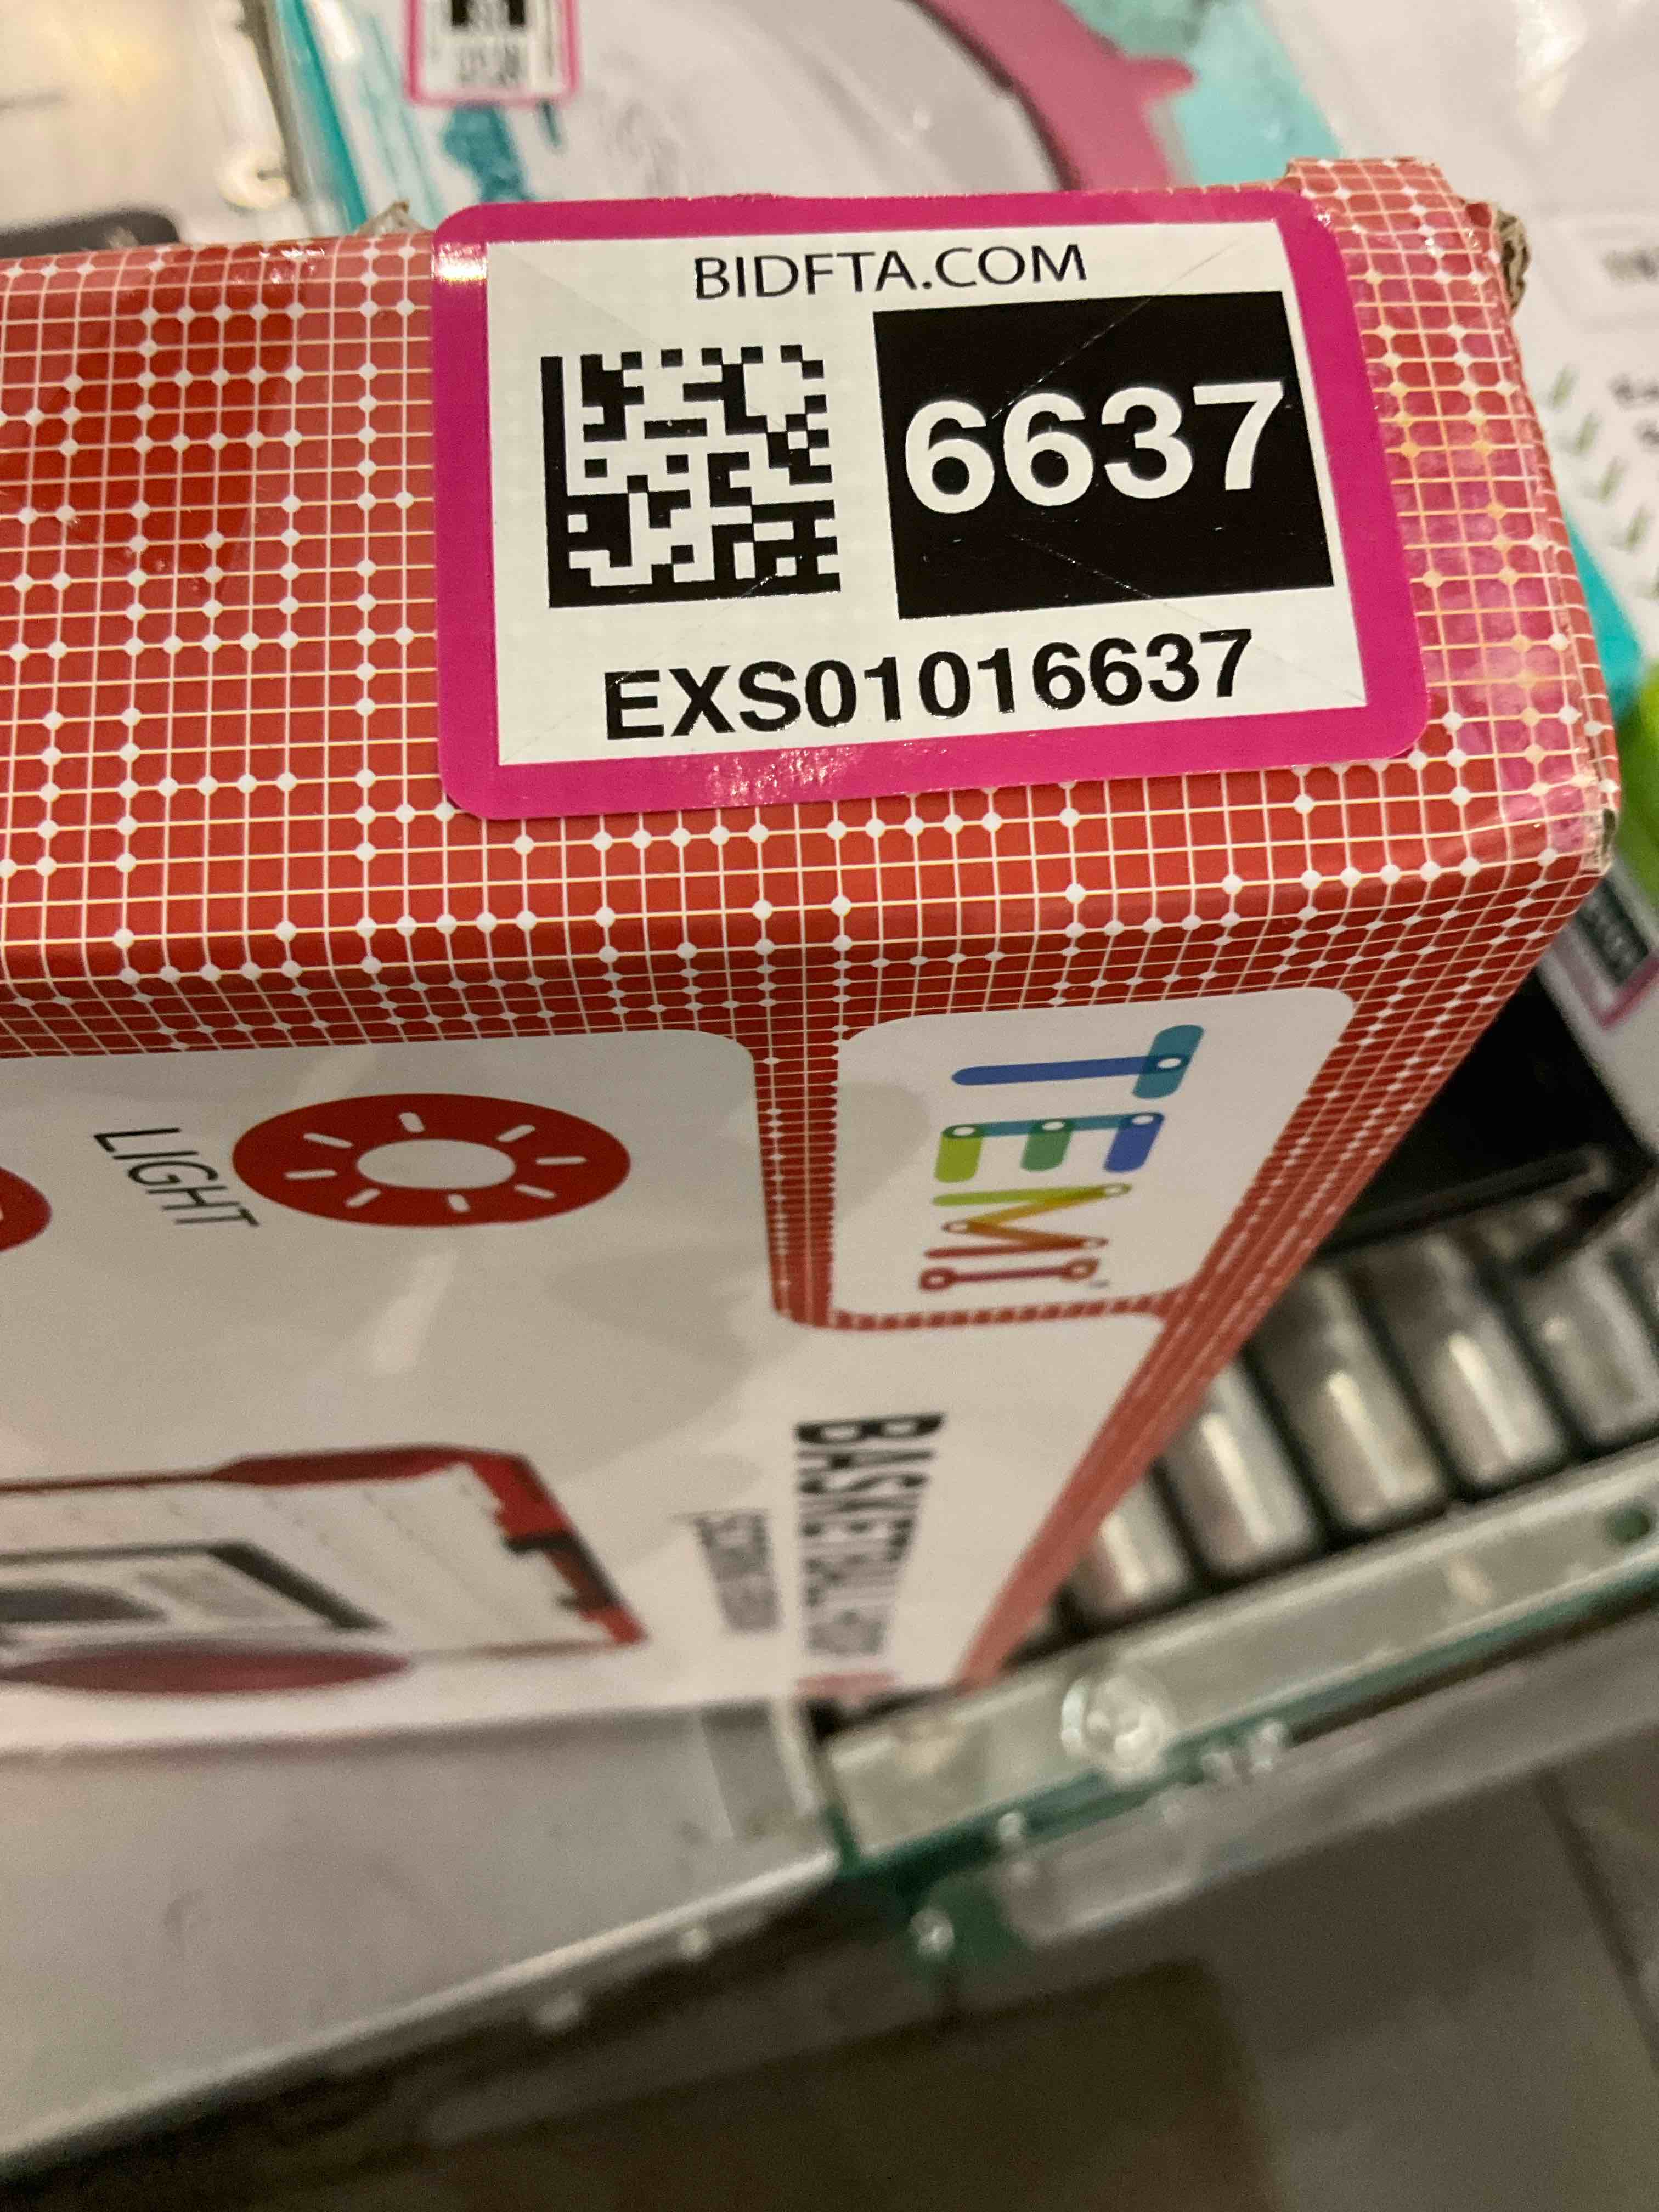 BIDFTA.COM
6637
EXS01016637
TEMI
LIGHT
BASKETBALL